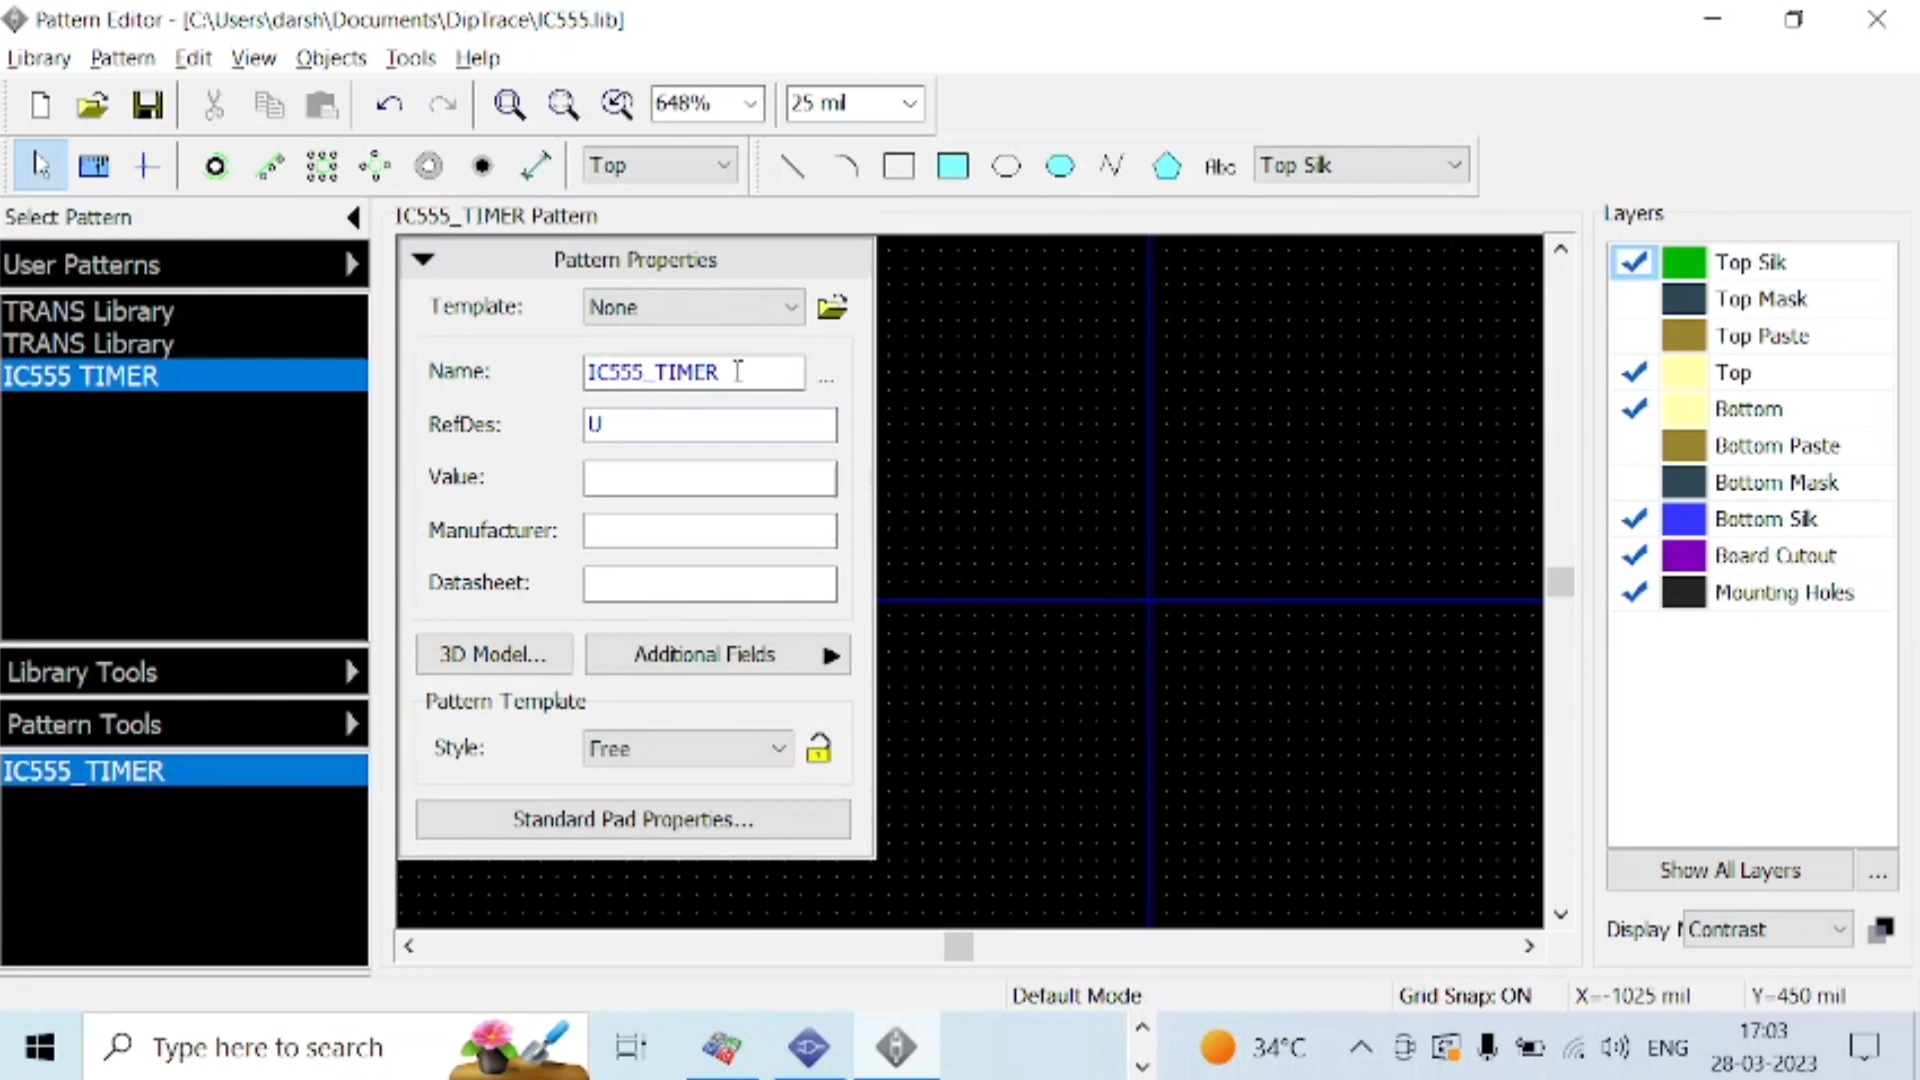 Pattern Editor - [C:\Users\darsh\Documents\DipTrace\IC555.lib]
Library Pattern Edit View Objects Tools Help
648% 25 mil
Top Abc Top Silk
Select Pattern
User Patterns
TRANS Library
TRANS Library
IC555 TIMER
Library Tools
Pattern Tools
IC555_TIMER
IC555_TIMER Pattern
Pattern Properties
Template: None
Name: IC555_TIMER ...
RefDes: U
Value:
Manufacturer:
Datasheet:
3D Model... Additional Fields
Pattern Template
Style: Free
Standard Pad Properties...
Layers
Top Silk
Top Mask
Top Paste
Top
Bottom
Bottom Paste
Bottom Mask
Bottom Silk
Board Cutout
Mounting Holes
Show All Layers ...
Display Contrast
Default Mode Grid Snap: ON X=-1025 mil Y=450 mil
Type here to search 34°C ENG 17:03
28-03-2023